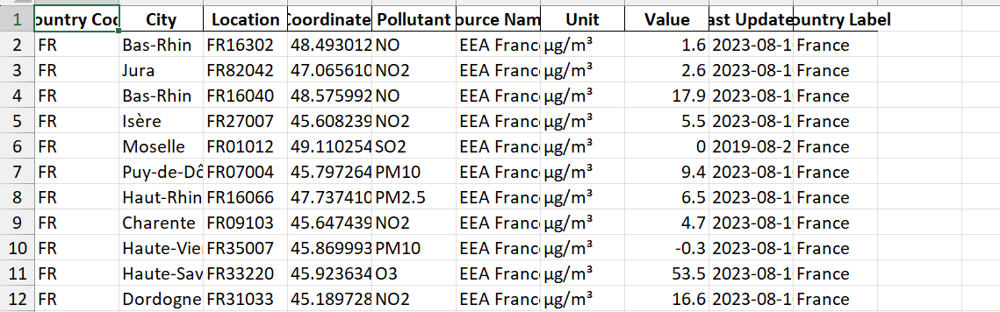 1 ountry Coc City Location Coordinate Pollutant ource Nam Unit Value ast Update ountry Label
2 FR Bas-Rhin FR16302 48.493012 NO EEA Franc µg/m³ 1.6 2023-08-1 France
3 FR Jura FR82042 47.065610 NO2 EEA Franc µg/m³ 2.6 2023-08-1 France
4 FR Bas-Rhin FR16040 48.575992 NO EEA Franc µg/m³ 17.9 2023-08-1 France
5 FR Isère FR27007 45.608239 NO2 EEA Franc µg/m³ 5.5 2023-08-1 France
6 FR Moselle FR01012 49.110254 SO2 EEA Franc µg/m³ 0 2019-08-2 France
7 FR Puy-de-Dô FR07004 45.797264 PM10 EEA Franc µg/m³ 9.4 2023-08-1 France
8 FR Haut-Rhin FR16066 47.737410 PM2.5 EEA Franc µg/m³ 6.5 2023-08-1 France
9 FR Charente FR09103 45.647439 NO2 EEA Franc µg/m³ 4.7 2023-08-1 France
10 FR Haute-Vie FR35007 45.869993 PM10 EEA Franc µg/m³ -0.3 2023-08-1 France
11 FR Haute-Sav FR33220 45.923634 O3 EEA Franc µg/m³ 53.5 2023-08-1 France
12 FR Dordogne FR31033 45.189728 NO2 EEA Franc µg/m³ 16.6 2023-08-1 France